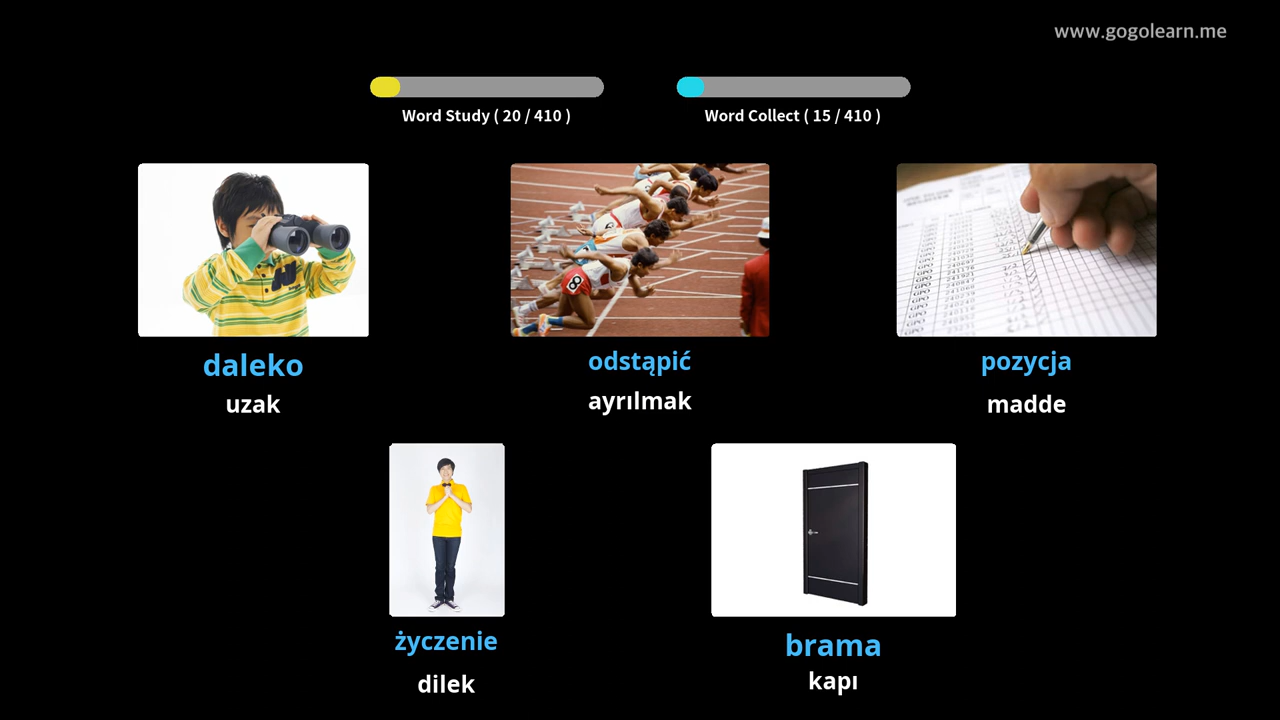 www.gogolearn.me
Word Study ( 20 / 410 )
Word Collect ( 15 / 410 )
daleko
uzak
odstąpić
ayrılmak
pozycja
madde
życzenie
dilek
brama
kapı